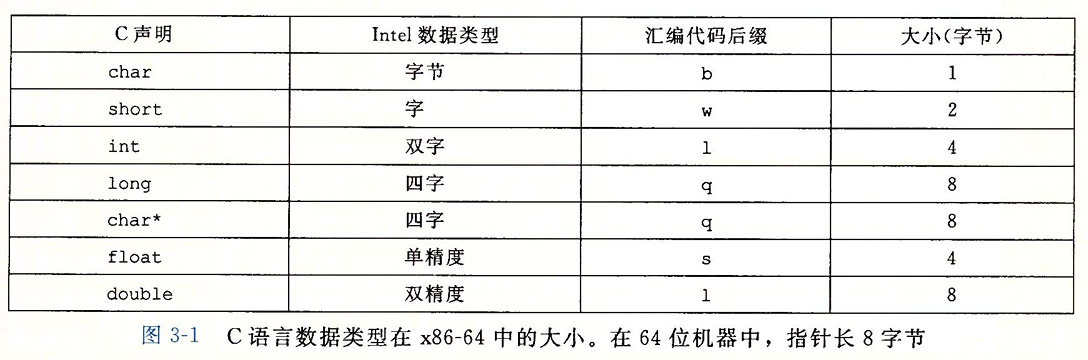 C声明 Intel 数据类型 汇编代码后缀 大小(字节)
char 字节 b 1
short 字 w 2
int 双字 l 4
long 四字 q 8
char* 四字 q 8
float 单精度 s 4
double 双精度 l 8
图 3-1 C 语言数据类型在 x86-64 中的大小。在 64 位机器中，指针长 8 字节